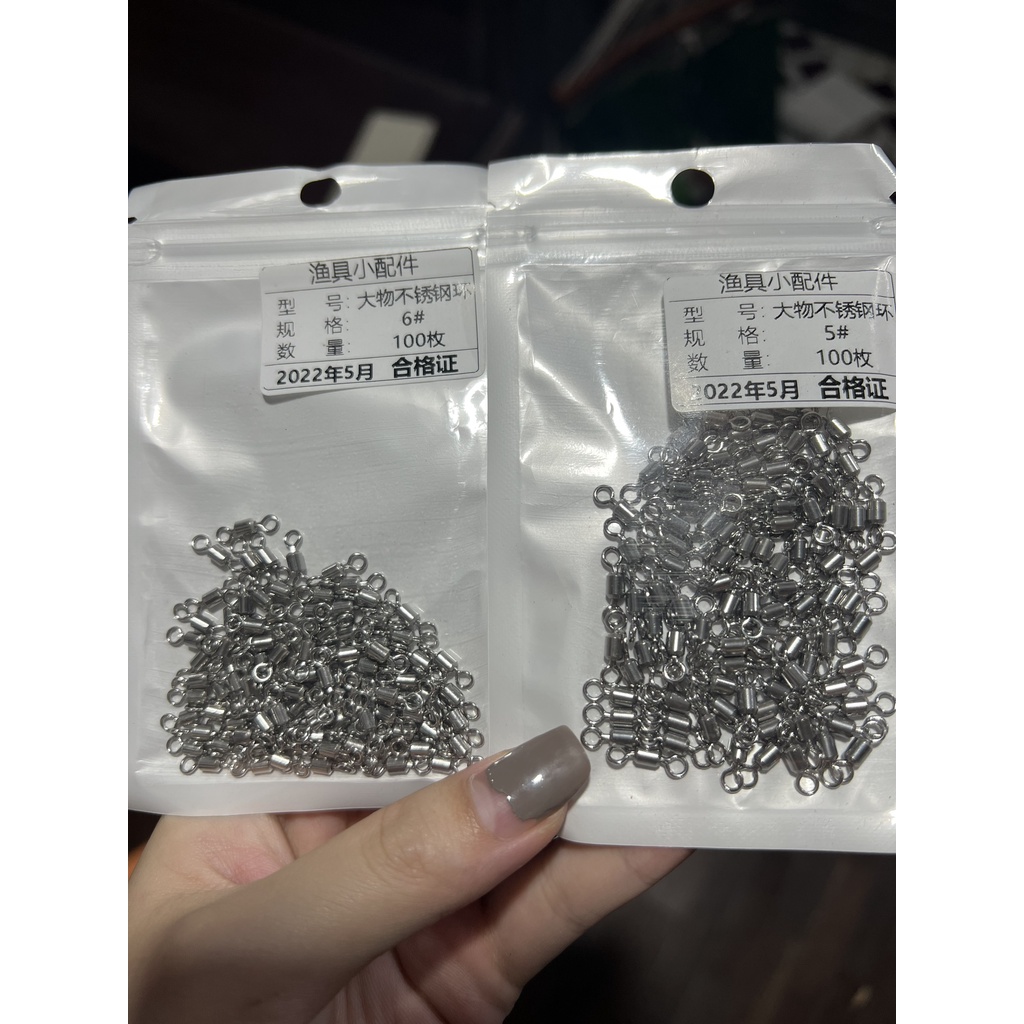 渔具小配件
型 号: 大物不锈钢环
规 格: 6#
数 量: 100枚
2022年5月 合格证
渔具小配件
型 号: 大物不锈钢环
规 格: 5#
数 量: 100枚
2022年5月 合格证